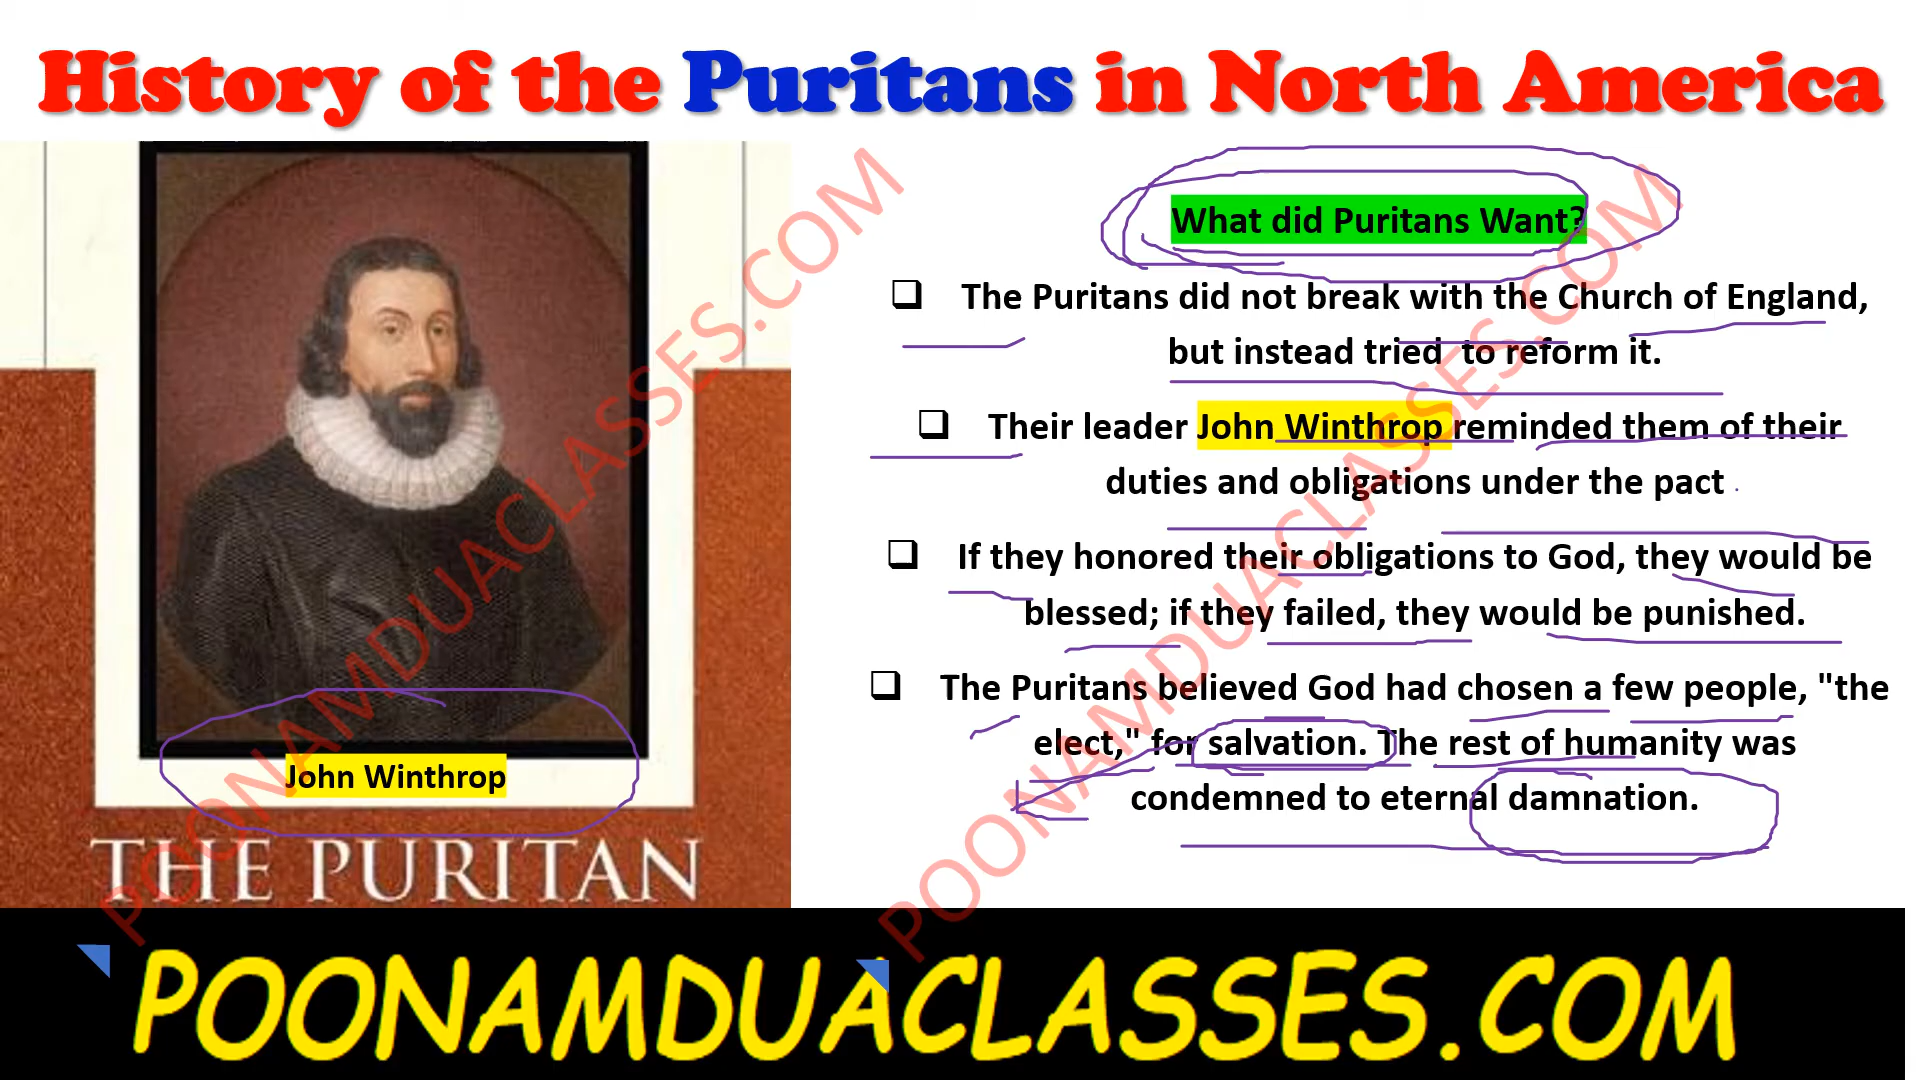 History of the Puritans in North America
What did Puritans Want?
❑ The Puritans did not break with the Church of England,
but instead tried to reform it.
❑ Their leader John Winthrop reminded them of their
duties and obligations under the pact
❑ If they honored their obligations to God, they would be
blessed; if they failed, they would be punished.
❑ The Puritans believed God had chosen a few people, "the
elect," for salvation. The rest of humanity was
condemned to eternal damnation.
John Winthrop
THE PURITAN
POONAMDUACLASSES.COM
POONAMDUACLASSES.COM
POONAMDUACLASSES.COM